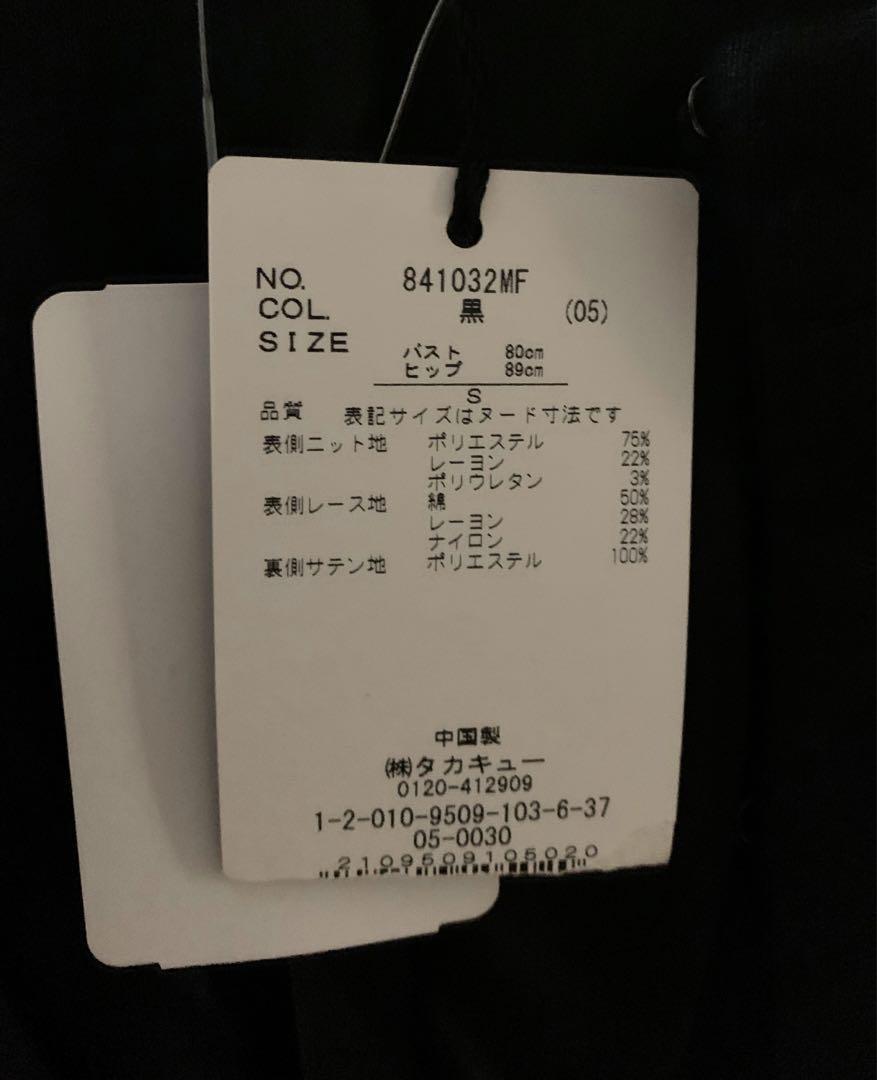 NO. 841032MF
COL. 黒 (05)
SIZE
バスト 80cm
ヒップ 89cm
S
品質 表記サイズはヌード寸法です
表側ニット地 ポリエステル 75%
レーヨン 22%
ポリウレタン 3%
表側レース地 綿 50%
レーヨン 28%
ナイロン 22%
裏側サテン地 ポリエステル 100%
中国製
㈱タカキュー
0120-412909
1-2-010-9509-103-6-37
05-0030
2109509105020